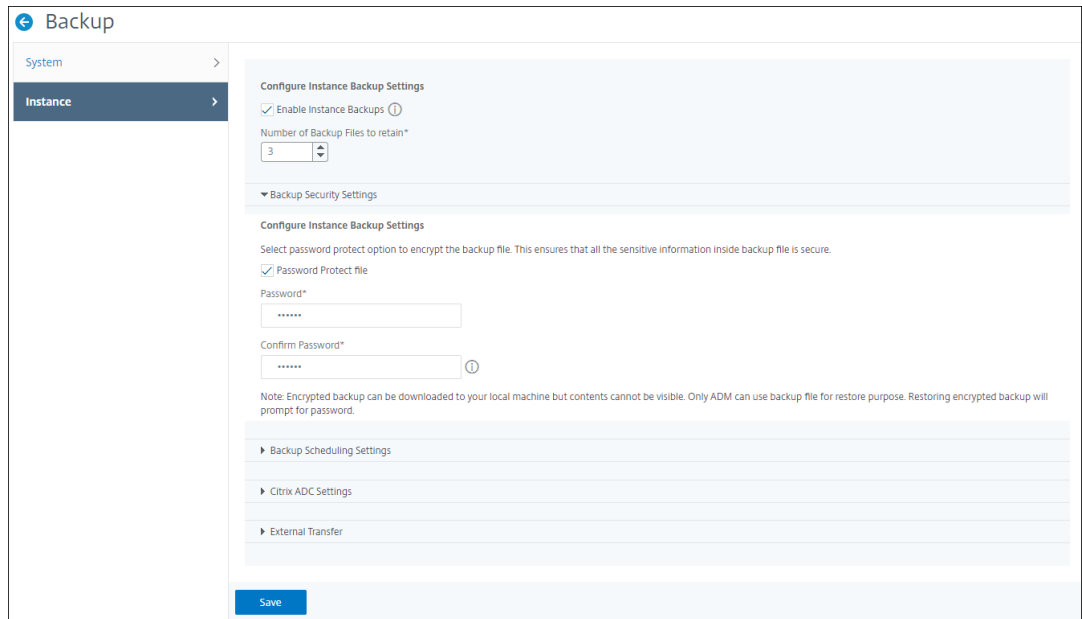 Backup
System
Instance
Configure Instance Backup Settings
Enable Instance Backups
Number of Backup Files to retain*
3
Backup Security Settings
Configure Instance Backup Settings
Select password protect option to encrypt the backup file. This ensures that all the sensitive information inside backup file is secure.
Password Protect file
Password*
••••••
Confirm Password*
••••••
Note: Encrypted backup can be downloaded to your local machine but contents cannot be visible. Only ADM can use backup file for restore purpose. Restoring encrypted backup will
prompt for password.
Backup Scheduling Settings
Citrix ADC Settings
External Transfer
Save